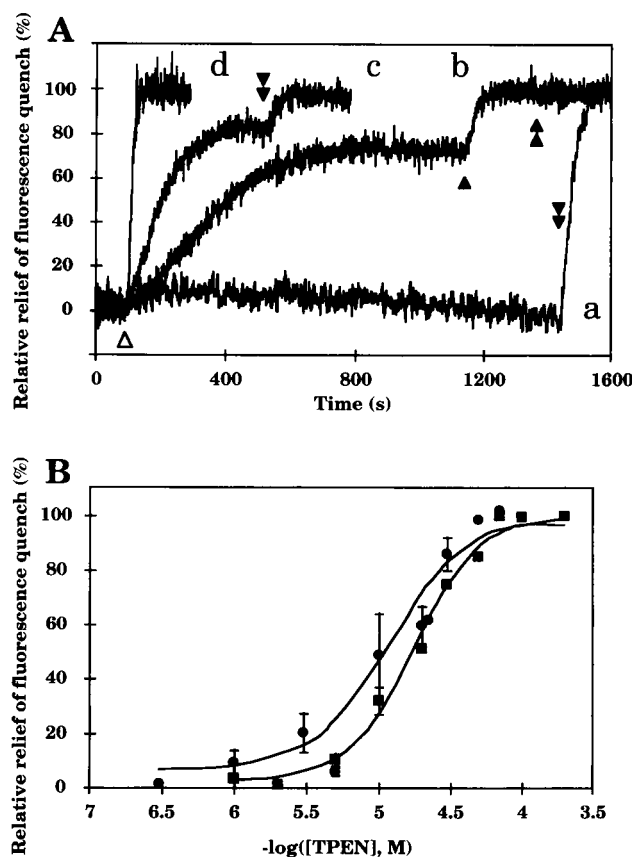 A
Relative relief of fluorescence quench (%)
100
80
60
40
20
0
d
c
b
a
0 400 800 1200 1600
Time (s)
B
Relative relief of fluorescence quench (%)
100
80
60
40
20
0
7 6.5 6 5.5 5 4.5 4 3.5
-log([TPEN], M)